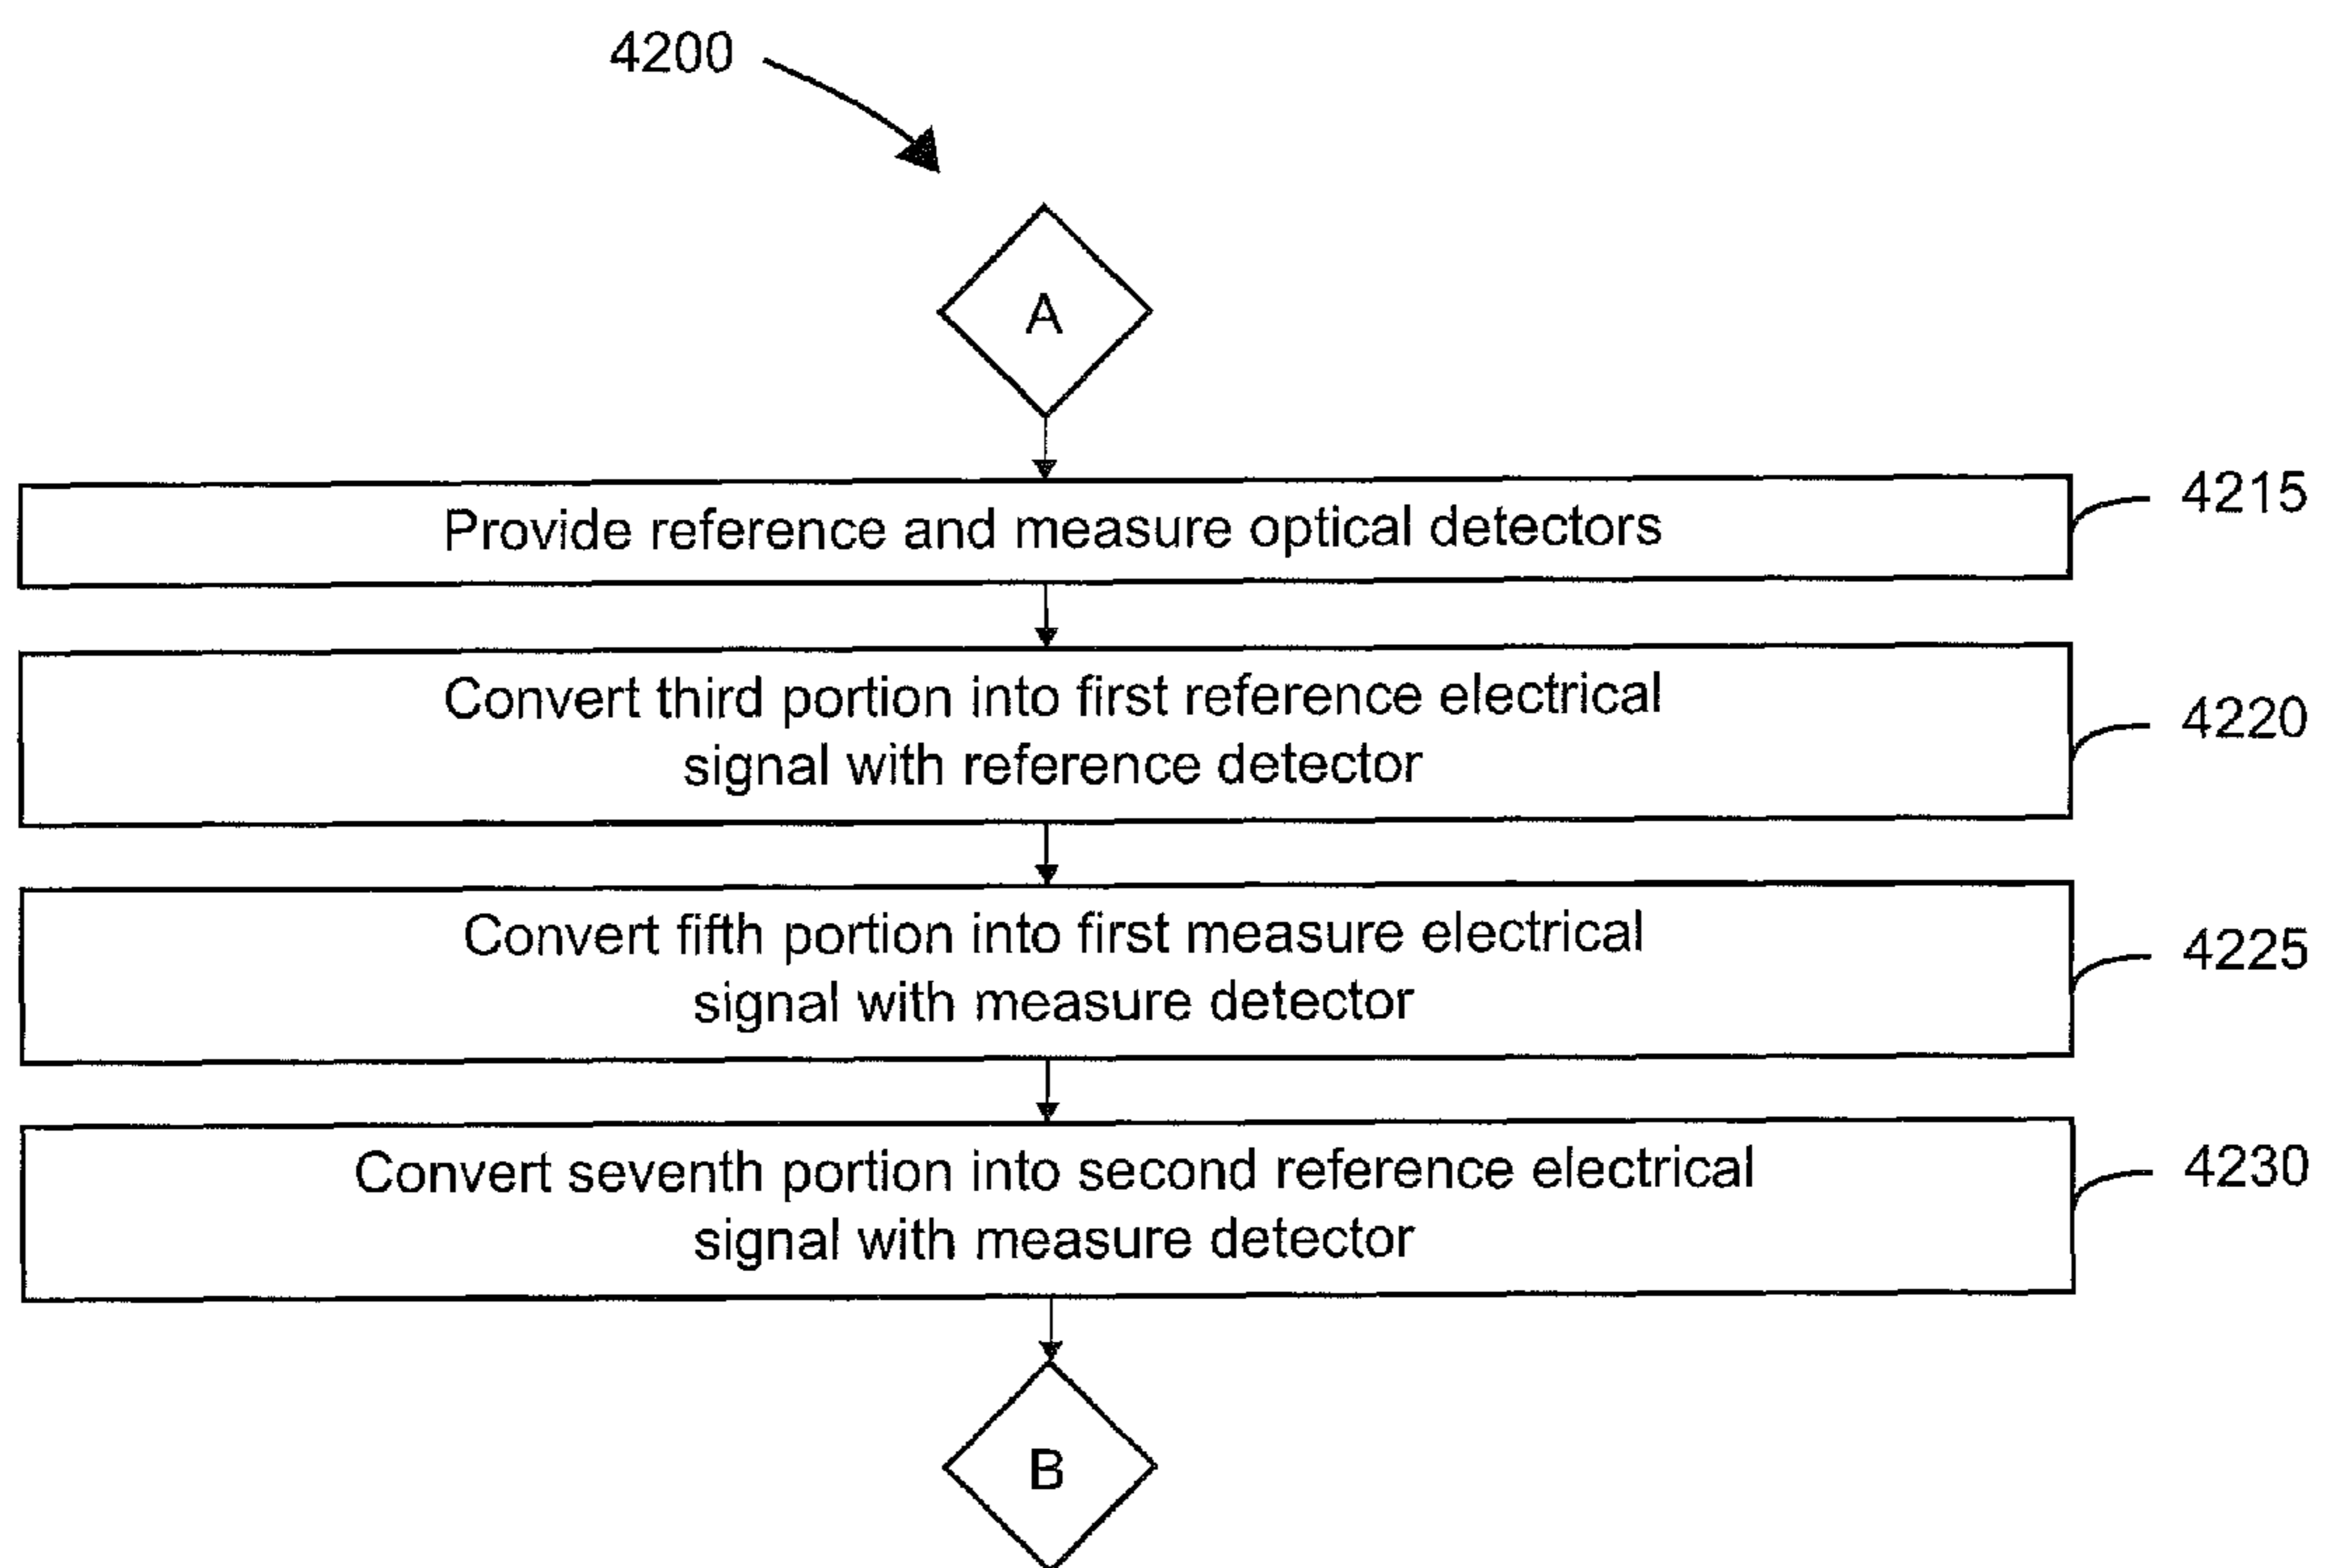 4200
A
Provide reference and measure optical detectors
4215
Convert third portion into first reference electrical
signal with reference detector
4220
Convert fifth portion into first measure electrical
signal with measure detector
4225
Convert seventh portion into second reference electrical
signal with measure detector
4230
B